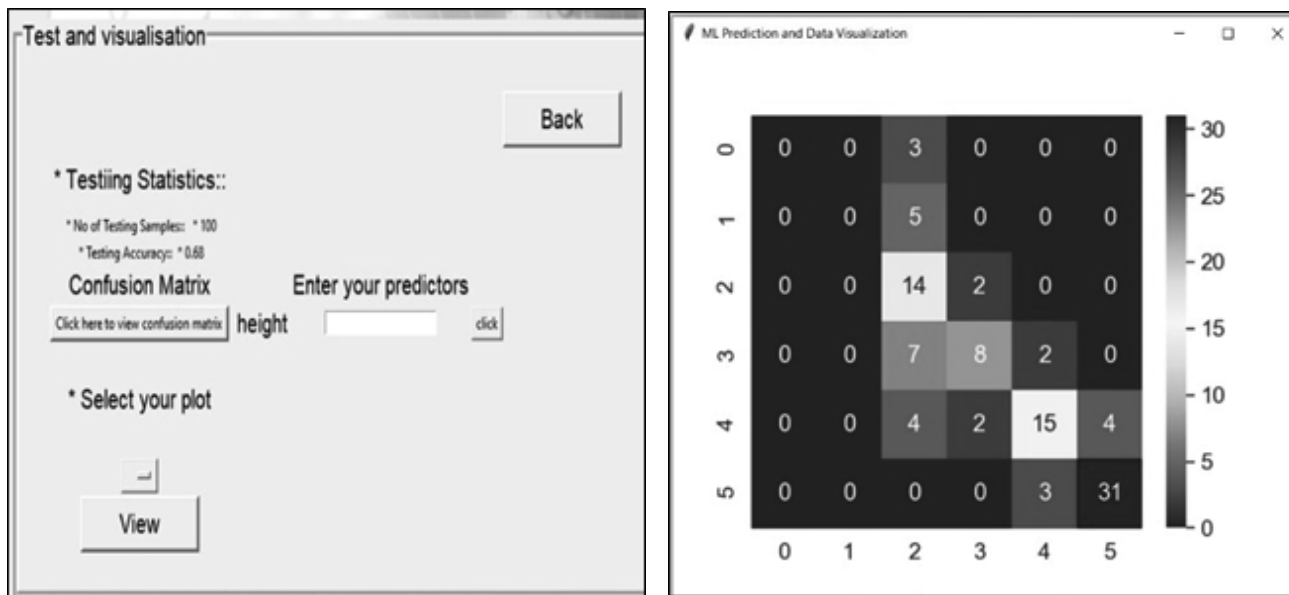 Test and visualisation
Back
* Testiing Statistics::
* No of Testing Samples:: * 100
* Testing Accuracy:: * 0.68
Confusion Matrix
Enter your predictors
Click here to view confusion matrix
height
click
* Select your plot
View
ML Prediction and Data Visualization
0 0 0 3 0 0 0
1 0 0 5 0 0 0
2 0 0 14 2 0 0
3 0 0 7 8 2 0
4 0 0 4 2 15 4
5 0 0 0 0 3 31
0 1 2 3 4 5
30
25
20
15
10
5
0